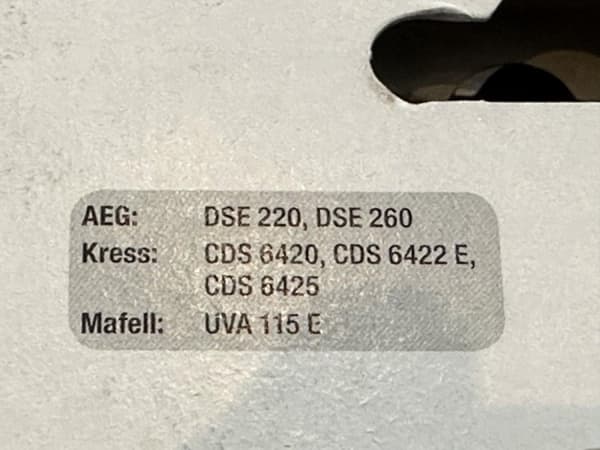 AEG: DSE 220, DSE 260
Kress: CDS 6420, CDS 6422 E,
CDS 6425
Mafell: UVA 115 E